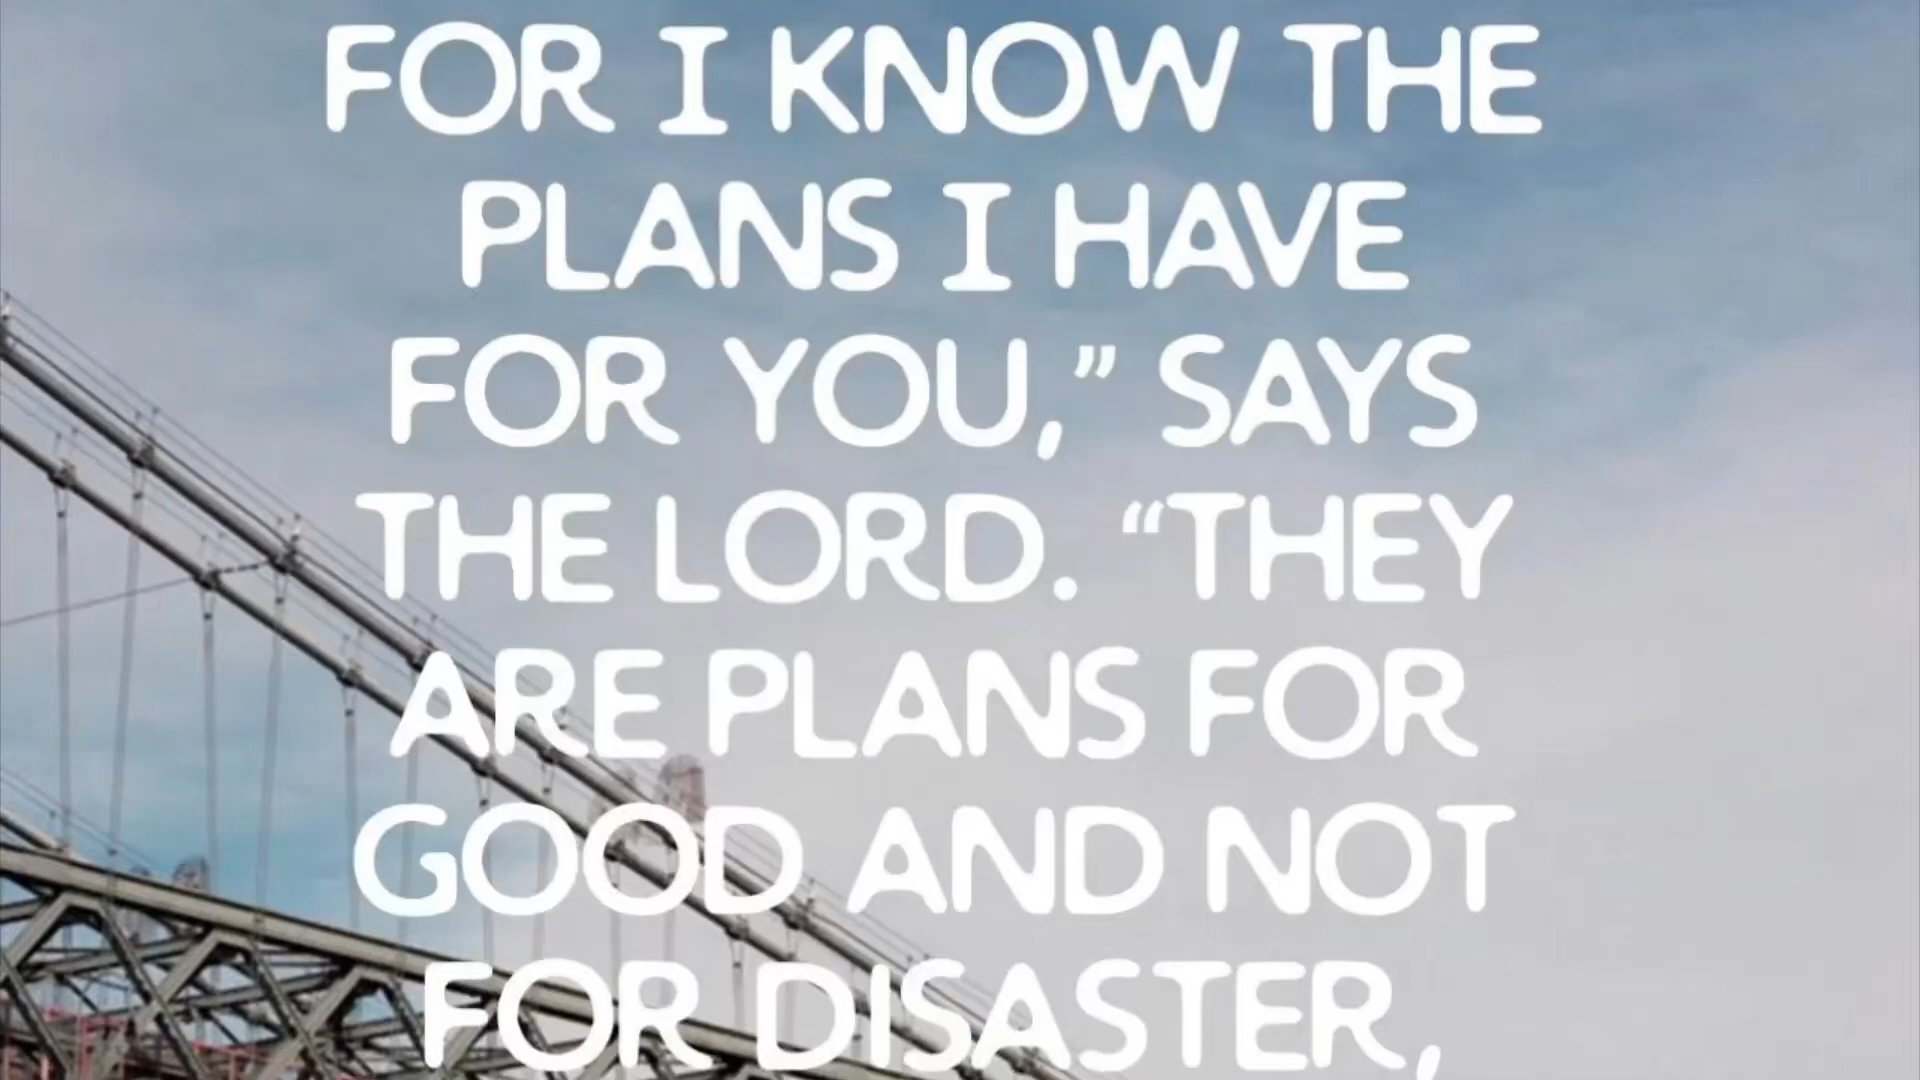 FOR I KNOW THE
PLANS I HAVE
FOR YOU,” SAYS
THE LORD. “THEY
ARE PLANS FOR
GOOD AND NOT
FOR DISASTER,